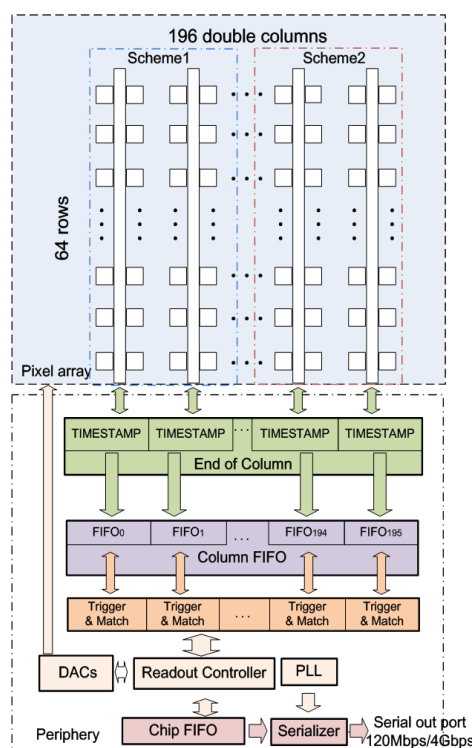 196 double columns
Scheme1
Scheme2
64 rows
Pixel array
TIMESTAMP TIMESTAMP ... TIMESTAMP TIMESTAMP
End of Column
FIFO0 FIFO1 ... FIFO194 FIFO195
Column FIFO
Trigger Trigger ... Trigger Trigger
& Match & Match & Match & Match
DACs
Readout Controller
PLL
Periphery
Chip FIFO
Serializer
Serial out port
120Mbps/4Gbps